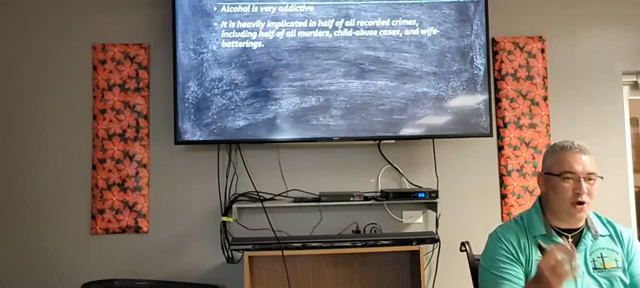 • Alcohol is very addictive
• It is heavily implicated in half of all recorded crimes,
including half of all murders, child-abuse cases, and wife-
batterings.